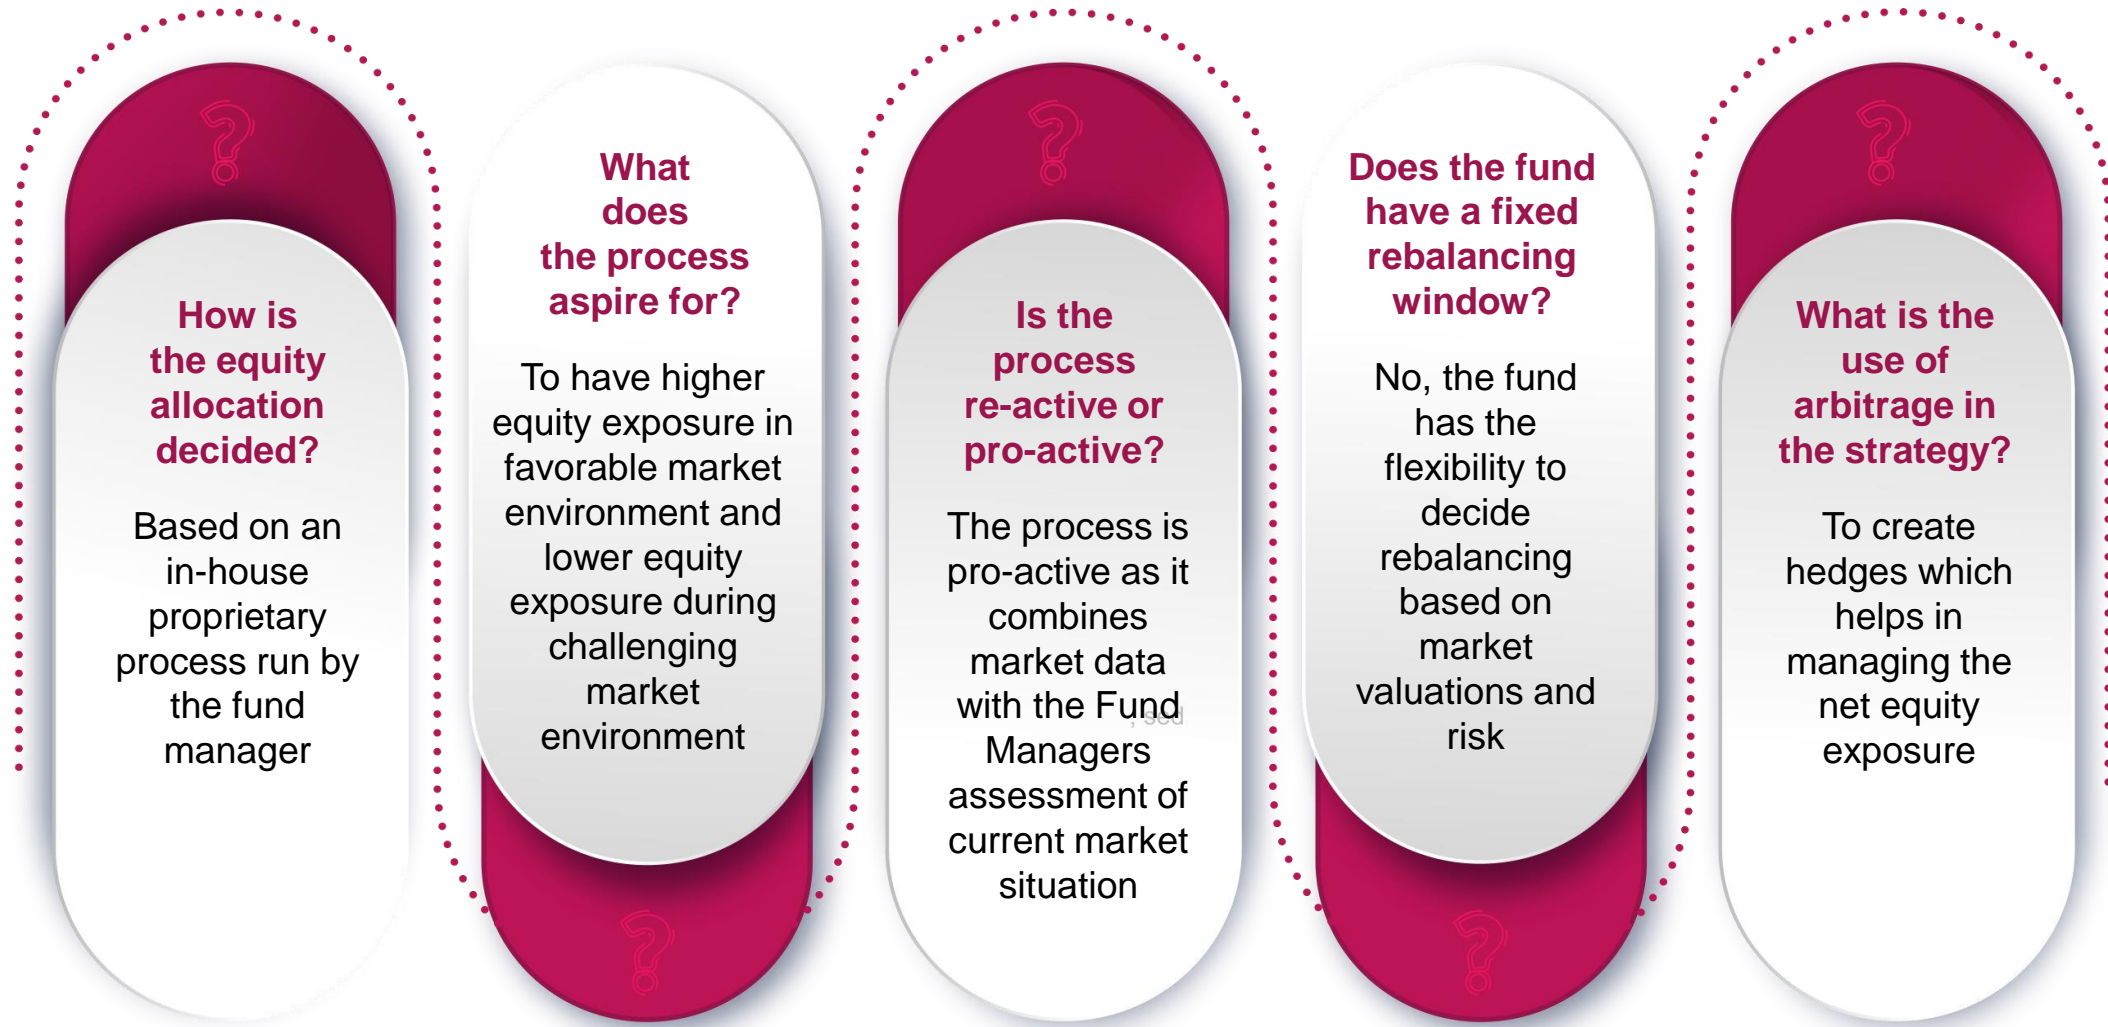 How is
the equity
allocation
decided?
Based on an
in-house
proprietary
process run by
the fund
manager
What
does
the process
aspire for?
To have higher
equity exposure in
favorable market
environment and
lower equity
exposure during
challenging
market
environment
Is the
process
re-active or
pro-active?
The process is
pro-active as it
combines
market data
with the Fund
, sed
Managers
assessment of
current market
situation
Does the fund
have a fixed
rebalancing
window?
No, the fund
has the
flexibility to
decide
rebalancing
based on
market
valuations and
risk
What is the
use of
arbitrage in
the strategy?
To create
hedges which
helps in
managing the
net equity
exposure